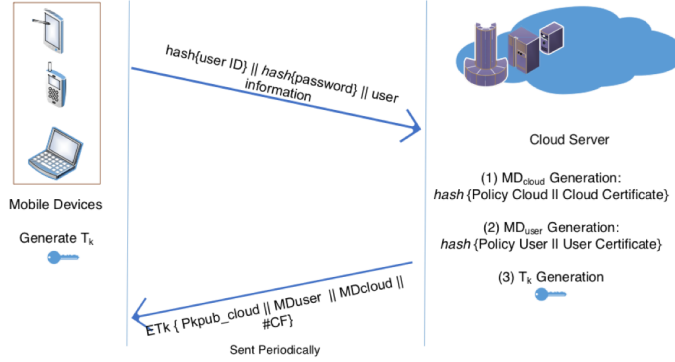 hash{user ID} || hash{password} || user
information
Cloud Server
(1) MDcloud Generation:
hash {Policy Cloud ll Cloud Certificate}
Mobile Devices
(2) MDuser Generation:
hash {Policy User ll User Certificate}
Generate Tk
(3) Tk Generation
ETk { Pkpub_cloud || MDuser || MDcloud ||
#CF}
Sent Periodically